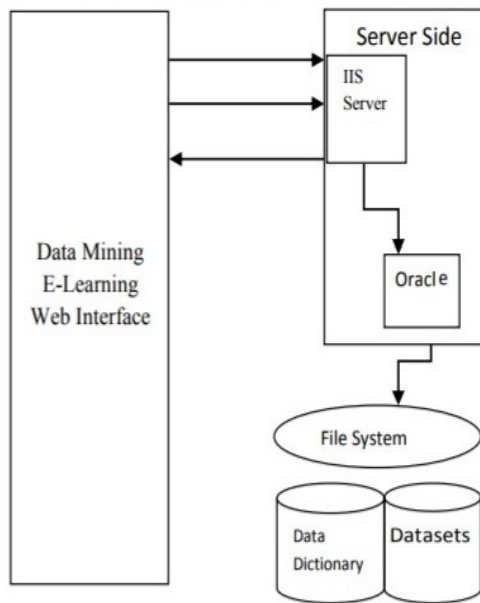 Server Side
IIS
Server
Data Mining
E-Learning
Web Interface
Oracle
File System
Data
Dictionary
Datasets